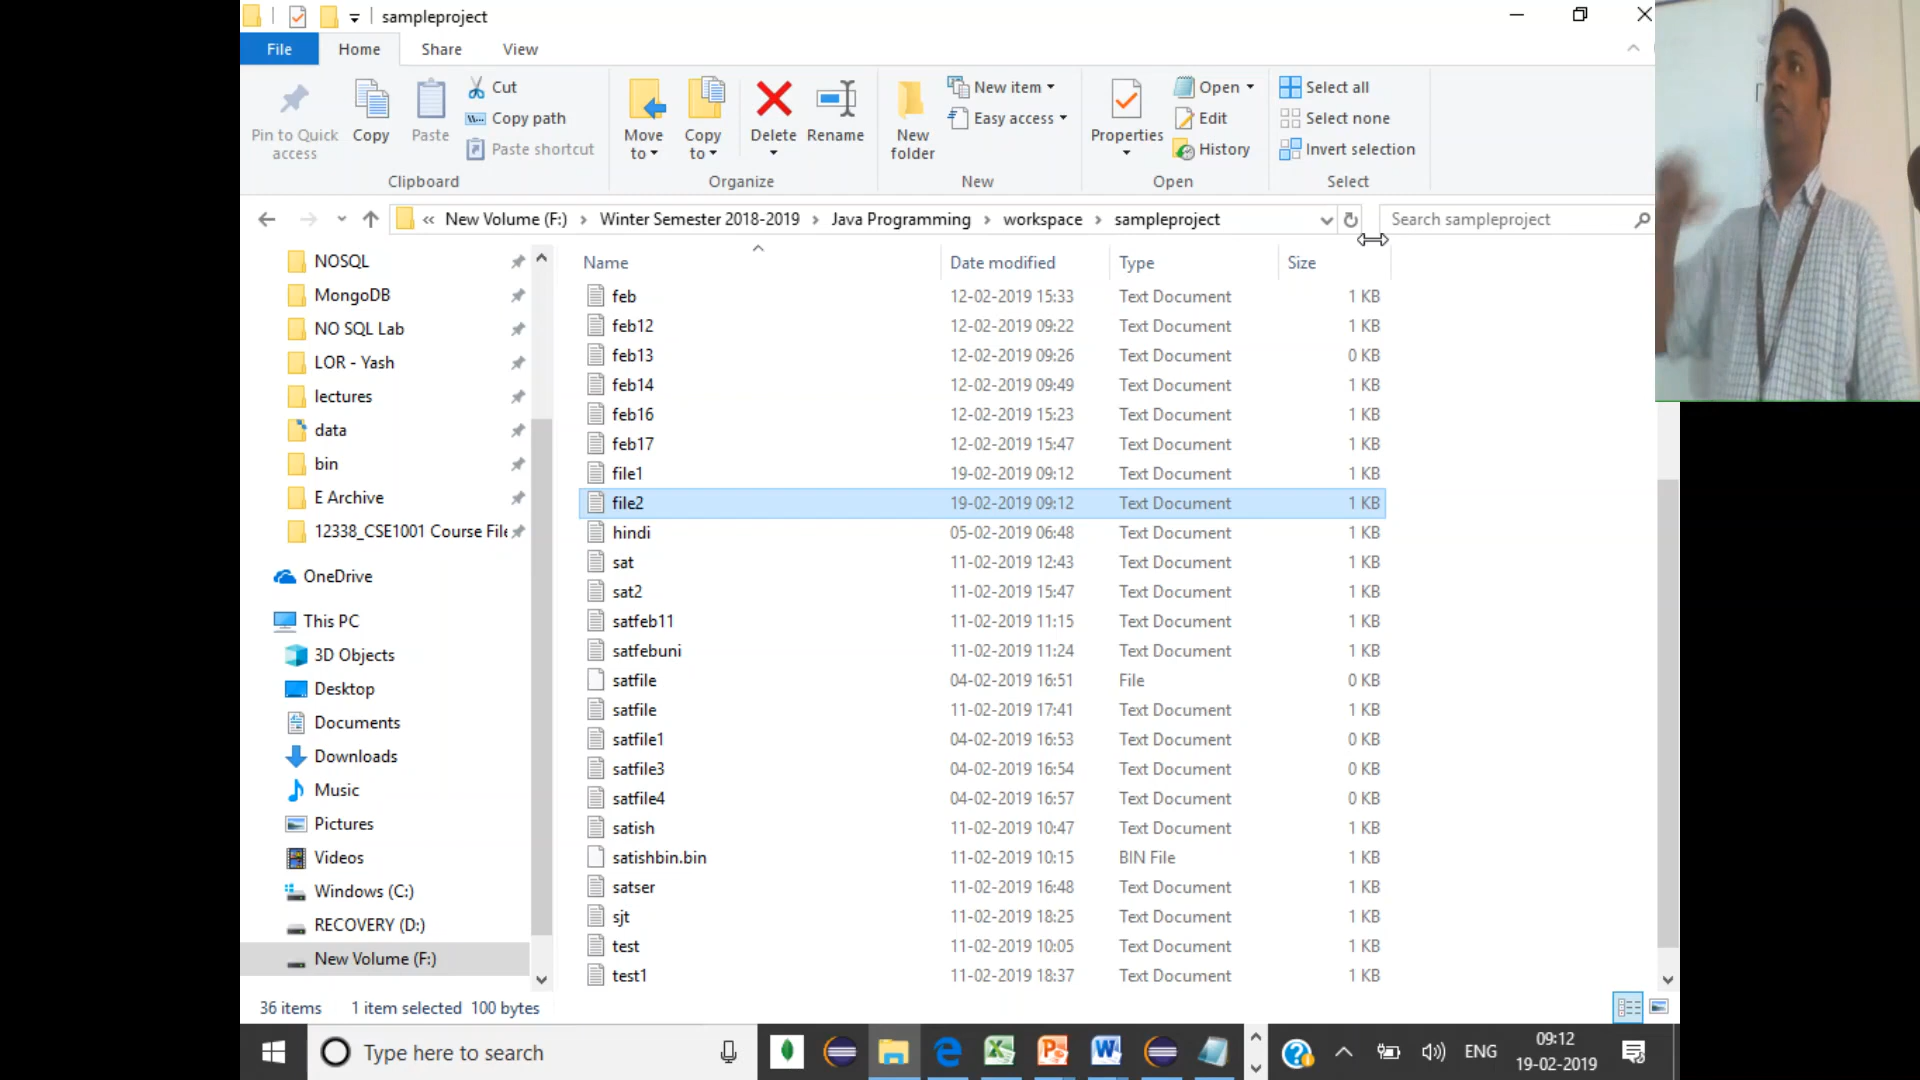 sampleproject
File Home Share View
Pin to Quick access
Copy
Paste
Cut
Copy path
Paste shortcut
Clipboard
Move to
Copy to
Delete
Rename
Organize
New folder
New item
Easy access
New
Properties
Open
Edit
History
Open
Select all
Select none
Invert selection
Select
« New Volume (F:) > Winter Semester 2018-2019 > Java Programming > workspace > sampleproject
Search sampleproject
NOSQL
MongoDB
NO SQL Lab
LOR - Yash
lectures
data
bin
E Archive
12338_CSE1001 Course File
OneDrive
This PC
3D Objects
Desktop
Documents
Downloads
Music
Pictures
Videos
Windows (C:)
RECOVERY (D:)
New Volume (F:)
Name Date modified Type Size
feb 12-02-2019 15:33 Text Document 1 KB
feb12 12-02-2019 09:22 Text Document 1 KB
feb13 12-02-2019 09:26 Text Document 0 KB
feb14 12-02-2019 09:49 Text Document 1 KB
feb16 12-02-2019 15:23 Text Document 1 KB
feb17 12-02-2019 15:47 Text Document 1 KB
file1 19-02-2019 09:12 Text Document 1 KB
file2 19-02-2019 09:12 Text Document 1 KB
hindi 05-02-2019 06:48 Text Document 1 KB
sat 11-02-2019 12:43 Text Document 1 KB
sat2 11-02-2019 15:47 Text Document 1 KB
satfeb11 11-02-2019 11:15 Text Document 1 KB
satfebuni 11-02-2019 11:24 Text Document 1 KB
satfile 04-02-2019 16:51 File 0 KB
satfile 11-02-2019 17:41 Text Document 1 KB
satfile1 04-02-2019 16:53 Text Document 0 KB
satfile3 04-02-2019 16:54 Text Document 0 KB
satfile4 04-02-2019 16:57 Text Document 0 KB
satish 11-02-2019 10:47 Text Document 1 KB
satishbin.bin 11-02-2019 10:15 BIN File 1 KB
satser 11-02-2019 16:48 Text Document 1 KB
sjt 11-02-2019 18:25 Text Document 1 KB
test 11-02-2019 10:05 Text Document 1 KB
test1 11-02-2019 18:37 Text Document 1 KB
36 items 1 item selected 100 bytes
Type here to search
ENG
09:12
19-02-2019